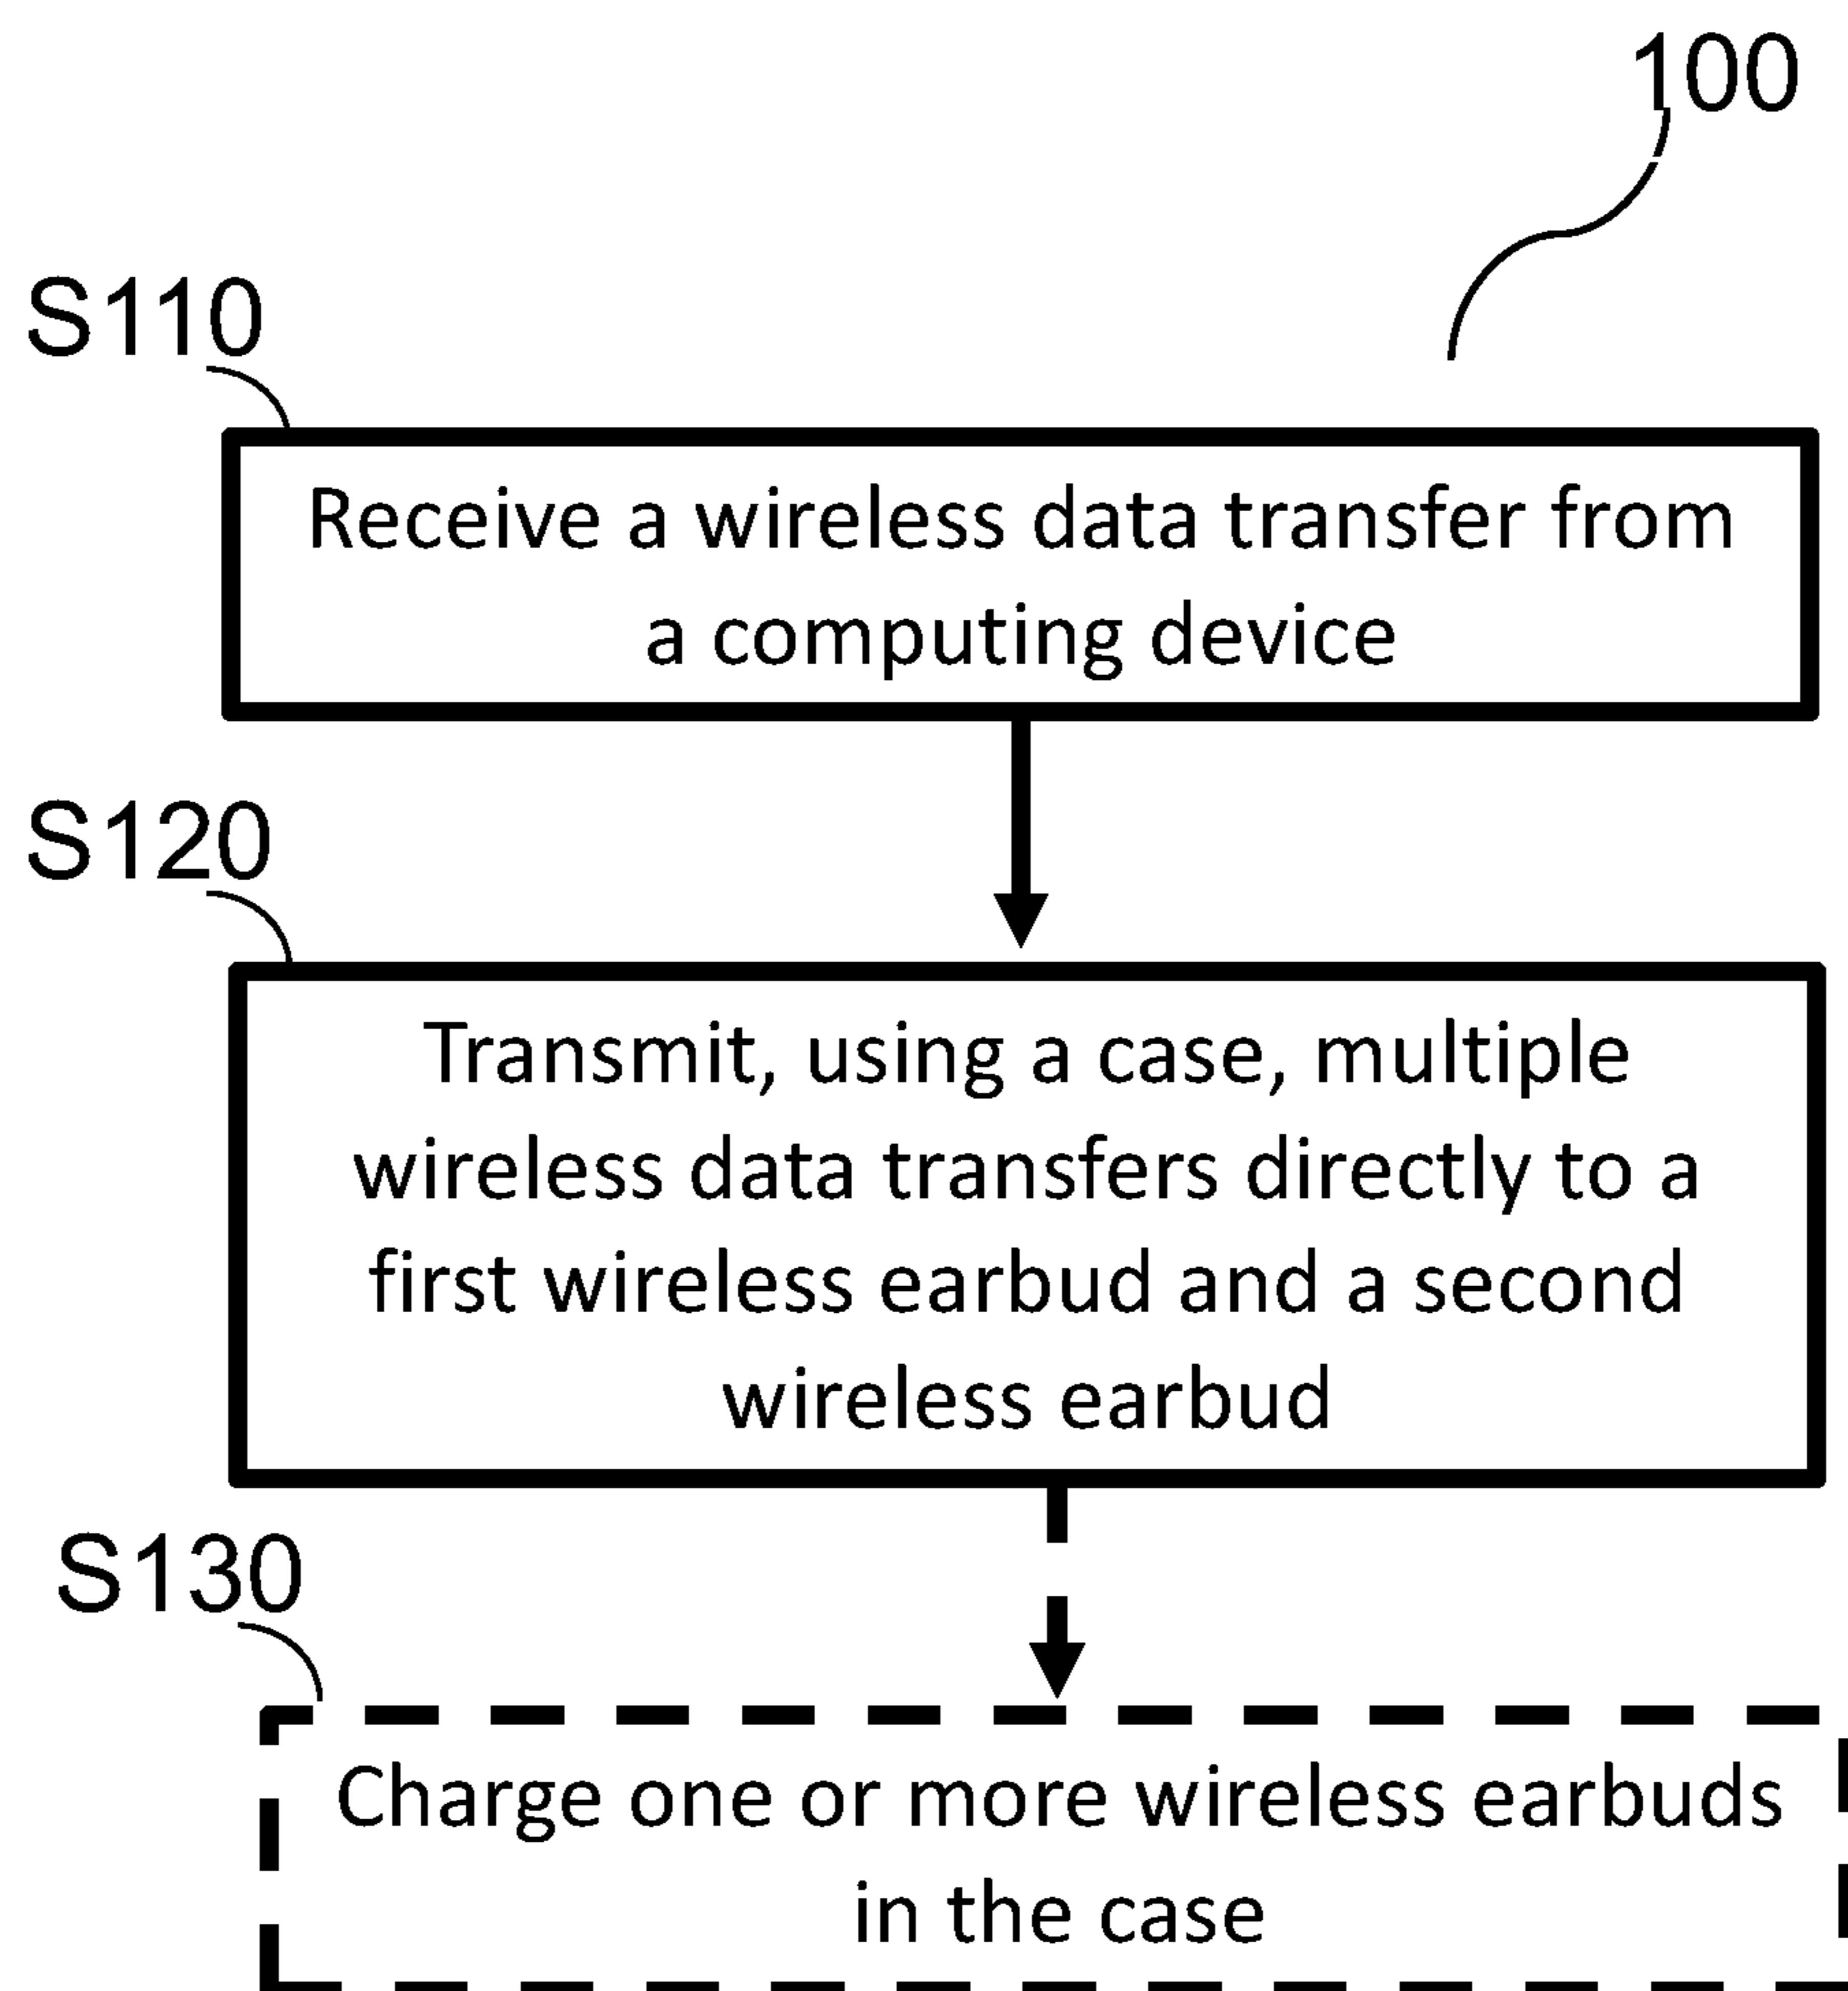 100
S110
Receive a wireless data transfer from
a computing device
S120
Transmit, using a case, multiple
wireless data transfers directly to a
first wireless earbud and a second
wireless earbud
S130
Charge one or more wireless earbuds
in the case